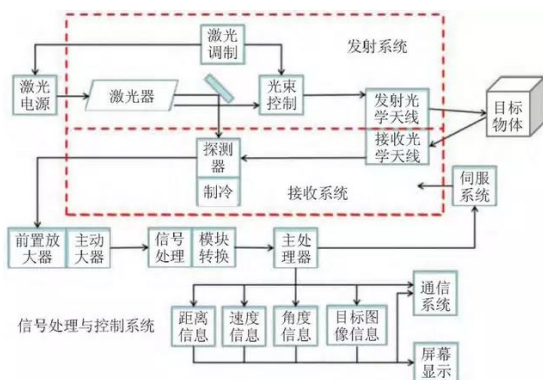 激光
调制
发射系统
激光
电源
激光器
光束
控制
发射光
学天线
目标
物体
接收光
学天线
探测
器
制冷
接收系统
伺服
系统
前置放
大器
主动
大器
信号
处理
模块
转换
主处
理器
通信
系统
信号处理与控制系统
距离
信息
速度
信息
角度
信息
目标图
像信息
屏幕
显示